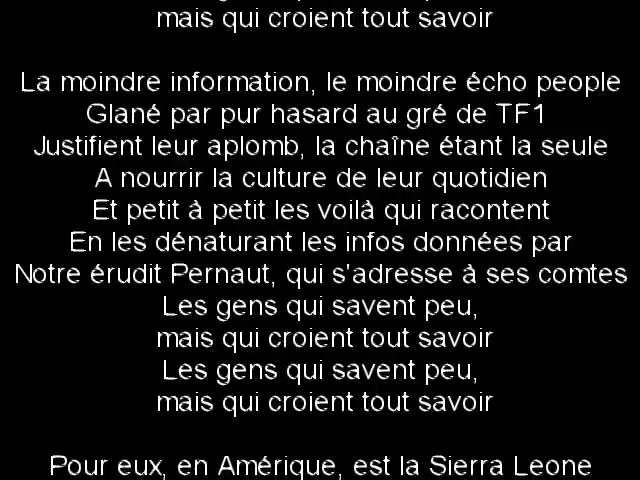 mais qui croient tout savoir
La moindre information, le moindre écho people
Glané par pur hasard au gré de TF1
Justifient leur aplomb, la chaîne étant la seule
A nourrir la culture de leur quotidien
Et petit à petit les voilà qui racontent
En les dénaturant les infos données par
Notre érudit Pernaut, qui s'adresse à ses comtes
Les gens qui savent peu,
mais qui croient tout savoir
Les gens qui savent peu,
mais qui croient tout savoir
Pour eux, en Amérique, est la Sierra Leone